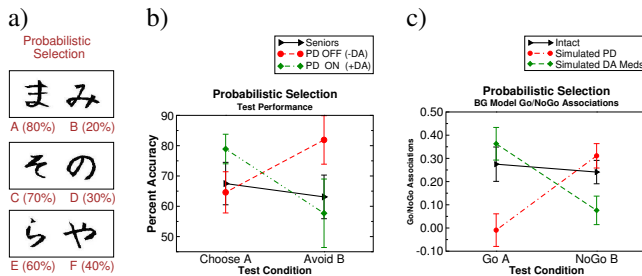 a)
Probabilistic
Selection
ま み
A (80%) B (20%)
そ の
C (70%) D (30%)
ら や
E (60%) F (40%)
b)
Seniors
PD OFF (-DA)
PD ON (+DA)
Probabilistic Selection
Test Performance
Percent Accuracy
90
80
70
60
50
Choose A Avoid B
Test Condition
c)
Intact
Simulated PD
Simulated DA Meds
Probabilistic Selection
BG Model Go/NoGo Associations
Go/NoGo Associations
0.50
0.40
0.30
0.20
0.10
0.00
-0.10
Go A NoGo B
Test Condition